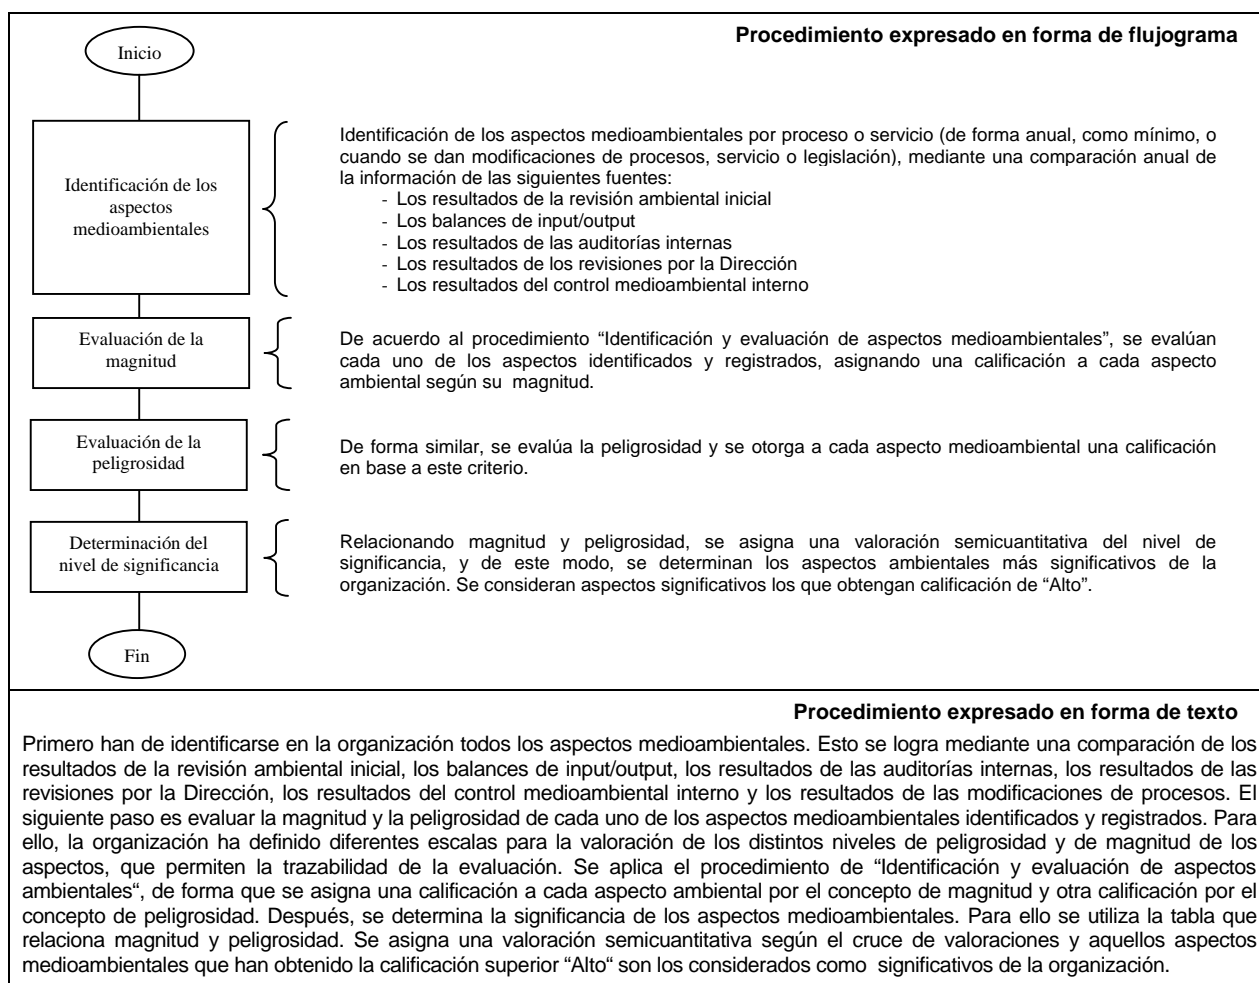 Procedimiento expresado en forma de flujograma
Inicio
Identificación de los
aspectos
medioambientales
Identificación de los aspectos medioambientales por proceso o servicio (de forma anual, como mínimo, o
cuando se dan modificaciones de procesos, servicio o legislación), mediante una comparación anual de
la información de las siguientes fuentes:
- Los resultados de la revisión ambiental inicial
- Los balances de input/output
- Los resultados de las auditorías internas
- Los resultados de los revisiones por la Dirección
- Los resultados del control medioambiental interno
Evaluación de la
magnitud
De acuerdo al procedimiento “Identificación y evaluación de aspectos medioambientales”, se evalúan
cada uno de los aspectos identificados y registrados, asignando una calificación a cada aspecto
ambiental según su magnitud.
Evaluación de la
peligrosidad
De forma similar, se evalúa la peligrosidad y se otorga a cada aspecto medioambiental una calificación
en base a este criterio.
Determinación del
nivel de significancia
Relacionando magnitud y peligrosidad, se asigna una valoración semicuantitativa del nivel de
significancia, y de este modo, se determinan los aspectos ambientales más significativos de la
organización. Se consideran aspectos significativos los que obtengan calificación de “Alto”.
Fin
Procedimiento expresado en forma de texto
Primero han de identificarse en la organización todos los aspectos medioambientales. Esto se logra mediante una comparación de los
resultados de la revisión ambiental inicial, los balances de input/output, los resultados de las auditorías internas, los resultados de las
revisiones por la Dirección, los resultados del control medioambiental interno y los resultados de las modificaciones de procesos. El
siguiente paso es evaluar la magnitud y la peligrosidad de cada uno de los aspectos medioambientales identificados y registrados. Para
ello, la organización ha definido diferentes escalas para la valoración de los distintos niveles de peligrosidad y de magnitud de los
aspectos, que permiten la trazabilidad de la evaluación. Se aplica el procedimiento de “Identificación y evaluación de aspectos
ambientales“, de forma que se asigna una calificación a cada aspecto ambiental por el concepto de magnitud y otra calificación por el
concepto de peligrosidad. Después, se determina la significancia de los aspectos medioambientales. Para ello se utiliza la tabla que
relaciona magnitud y peligrosidad. Se asigna una valoración semicuantitativa según el cruce de valoraciones y aquellos aspectos
medioambientales que han obtenido la calificación superior “Alto“ son los considerados como significativos de la organización.